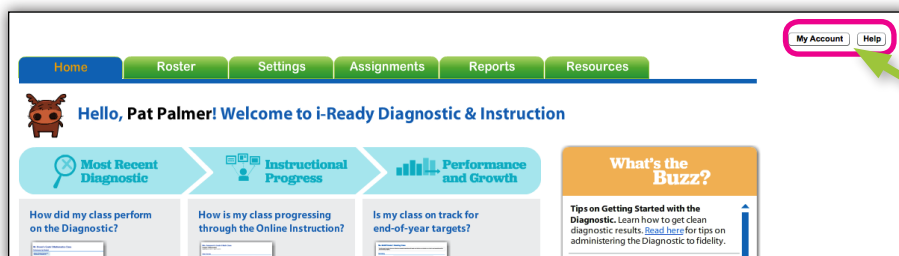 My Account Help
Home Roster Settings Assignments Reports Resources
Hello, Pat Palmer! Welcome to i-Ready Diagnostic & Instruction
Most Recent
Diagnostic
Instructional
Progress
Performance
and Growth
What's the
Buzz?
How did my class perform
on the Diagnostic?
How is my class progressing
through the Online Instruction?
Is my class on track for
end-of-year targets?
Tips on Getting Started with the
Diagnostic. Learn how to get clean
diagnostic results. Read here for tips on
administering the Diagnostic to fidelity.